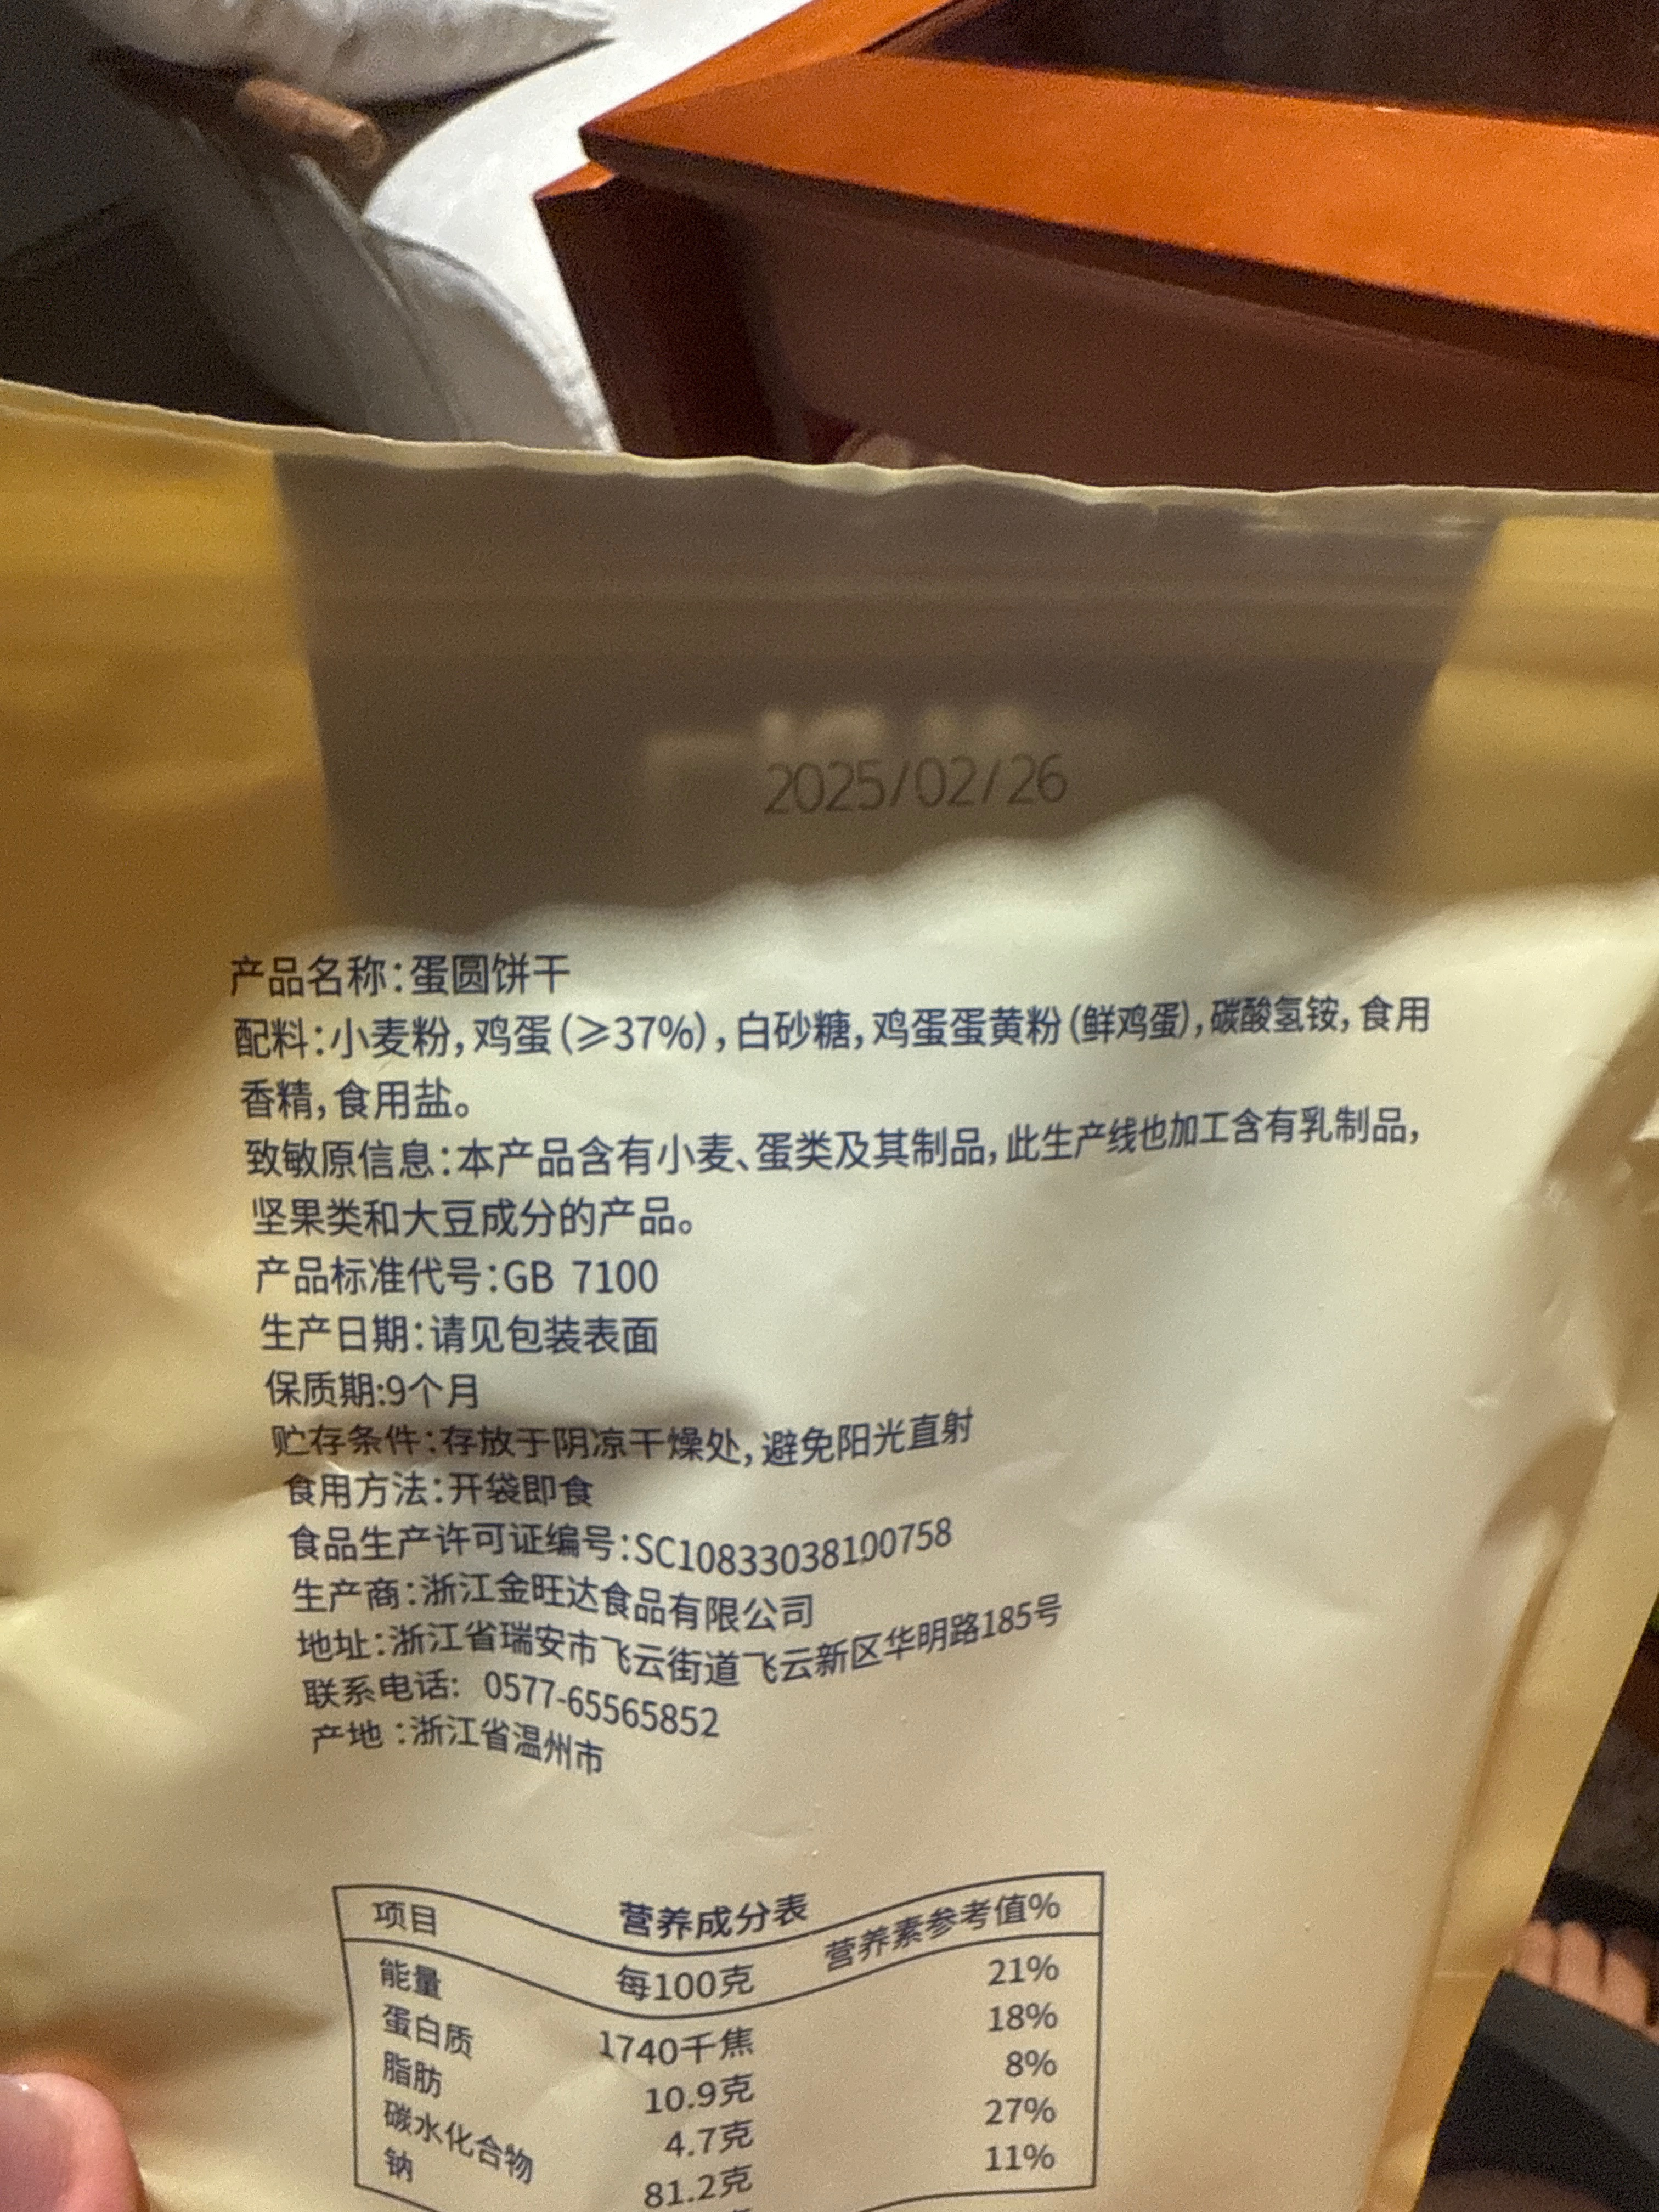 2025/02/26
产品名称:蛋圆饼干
配料:小麦粉,鸡蛋(≥37%),白砂糖,鸡蛋蛋黄粉(鲜鸡蛋),碳酸氢铵,食用
香精,食用盐。
致敏原信息:本产品含有小麦、蛋类及其制品,此生产线也加工含有乳制品,
坚果类和大豆成分的产品。
产品标准代号:GB 7100
生产日期:请见包装表面
保质期:9个月
贮存条件:存放于阴凉干燥处,避免阳光直射
食用方法:开袋即食
食品生产许可证编号:SC10833038100758
生产商:浙江金旺达食品有限公司
地址:浙江省瑞安市飞云街道飞云新区华明路185号
联系电话: 0577-65565852
产地:浙江省温州市
营养成分表
项目 每100克 营养素参考值%
能量 1740千焦 21%
蛋白质 10.9克 18%
脂肪 4.7克 8%
碳水化合物 81.2克 27%
钠 11%